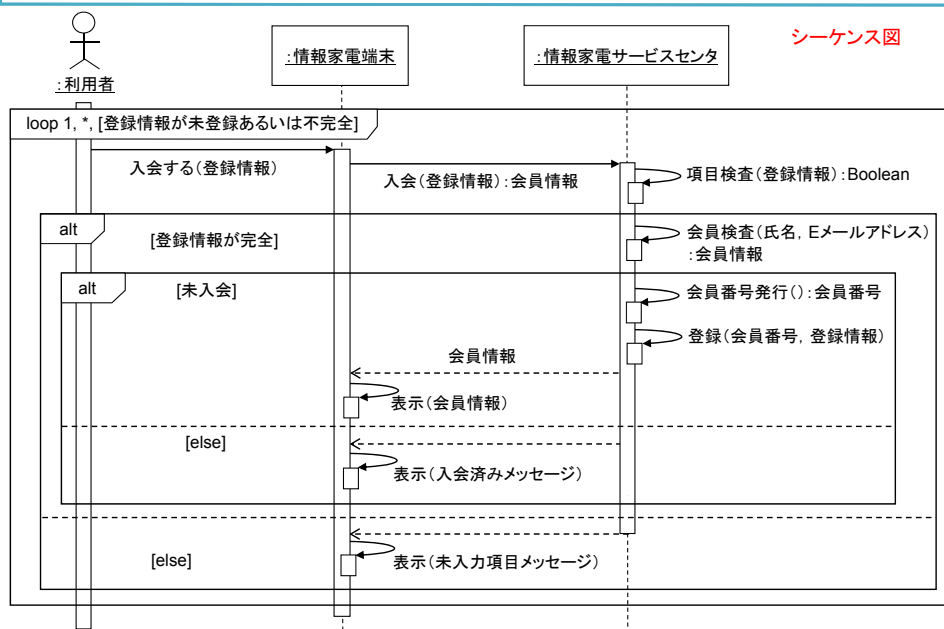 シーケンス図
:利用者
:情報家電端末
:情報家電サービスセンタ
loop 1, *, [登録情報が未登録あるいは不完全]
入会する(登録情報)
入会(登録情報):会員情報
項目検査(登録情報):Boolean
alt
[登録情報が完全]
会員検査(氏名, Eメールアドレス)
:会員情報
alt
[未入会]
会員番号発行():会員番号
登録(会員番号, 登録情報)
会員情報
表示(会員情報)
[else]
表示(入会済みメッセージ)
[else]
表示(未入力項目メッセージ)